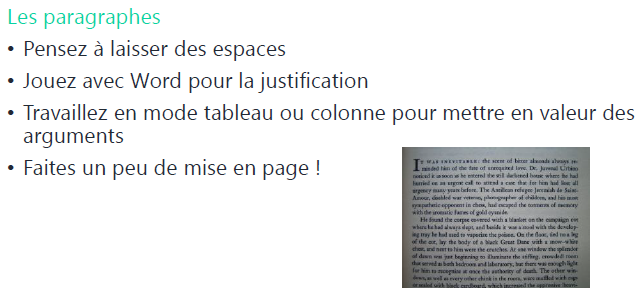 Les paragraphes
• Pensez à laisser des espaces
• Jouez avec Word pour la justification
• Travaillez en mode tableau ou colonne pour mettre en valeur des
arguments
• Faites un peu de mise en page !
IT WAS INEVITABLE: the scent of bitter almonds always re-
minded him of the fate of unrequited love. Dr. Juvenal Urbino
noticed it as soon as he entered the still darkened house where he had
hurried on an urgent call to attend a case that for him had lost all
urgency many years before. The Antillean refugee Jeremiah de Saint-
Amour, disabled war veteran, photographer of children, and his most
sympathetic opponent in chess, had escaped the torments of memory
with the aromatic fumes of gold cyanide.
He found the corpse covered with a blanket on the campaign cot
where he had always slept, and beside it was a stool with the develop-
ing tray he had used to vaporize the poison. On the floor, tied to a leg
of the cot, lay the body of a black Great Dane with a snow-white
chest, and next to him were the crutches. At one window the splendor
of dawn was just beginning to illuminate the stifling, crowded room
that served as both bedroom and laboratory, but there was enough light
for him to recognize at once the authority of death. The other win-
dows, as well as every other chink in the room, were muffled with rags
or sealed with black cardboard, which increased the oppressive heavi-